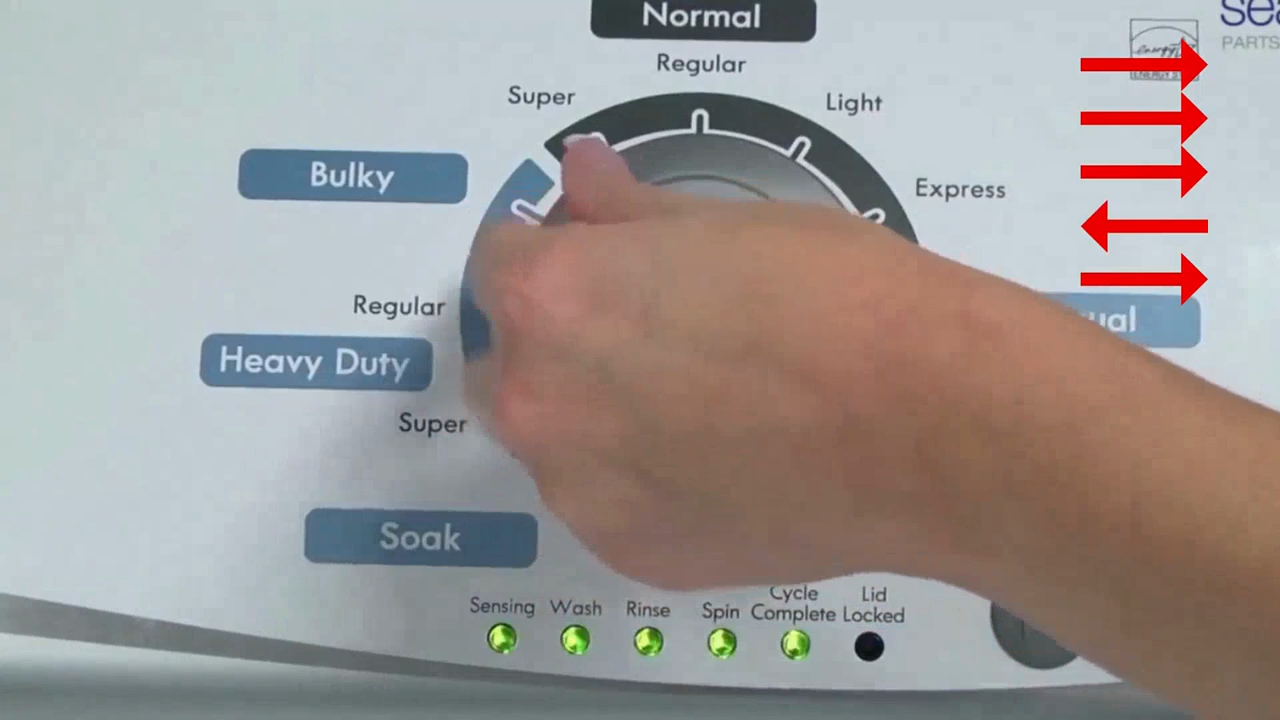 Normal
Regular
Super
Light
PARTS
energy
Bulky
Express
Regular
Heavy Duty
Super
Soak
Sensing Wash Rinse Spin Cycle Complete Lid Locked